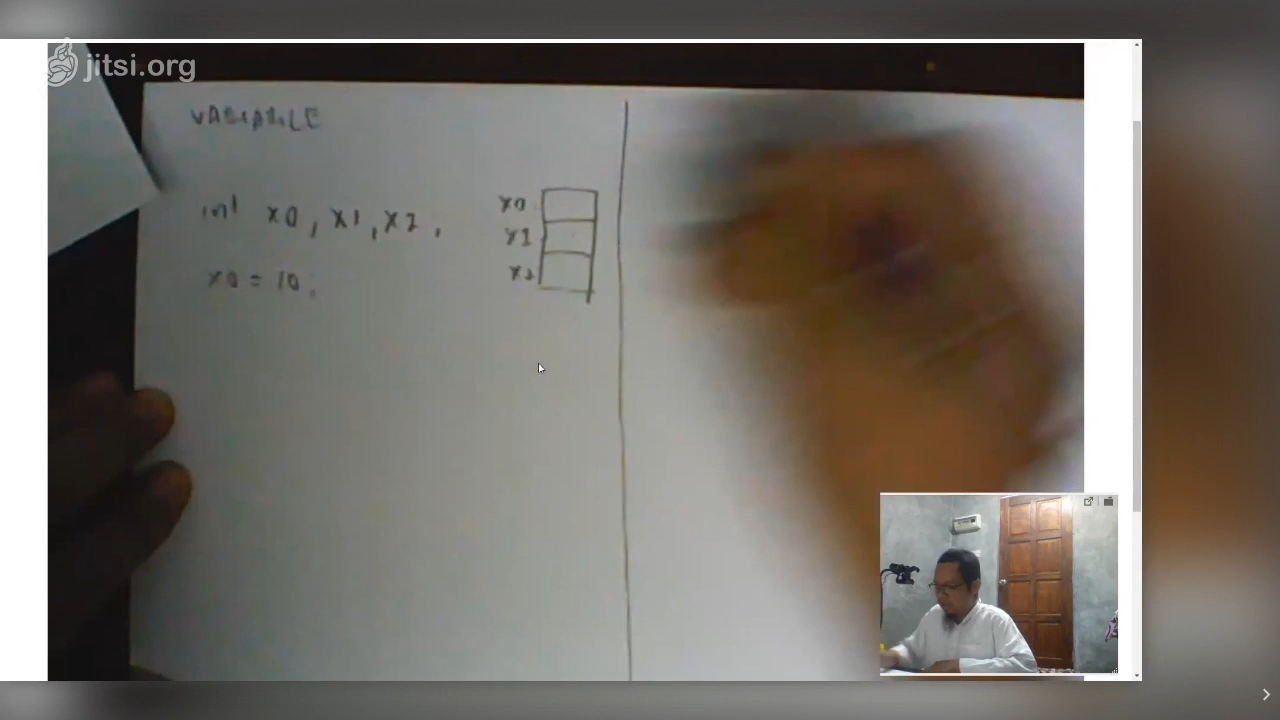 jitsi.org
VARIABLE
int x0, x1, x2,
x0 = 10;
x0
x1
x2